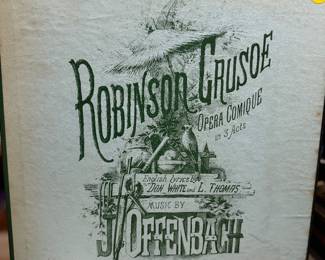 ROBINSON CRUSOE
OPERA COMIQUE
in 3 Acts
English Lyrics by
DON WHITE and L. THOMAS
MUSIC BY
J. OFFENBACH